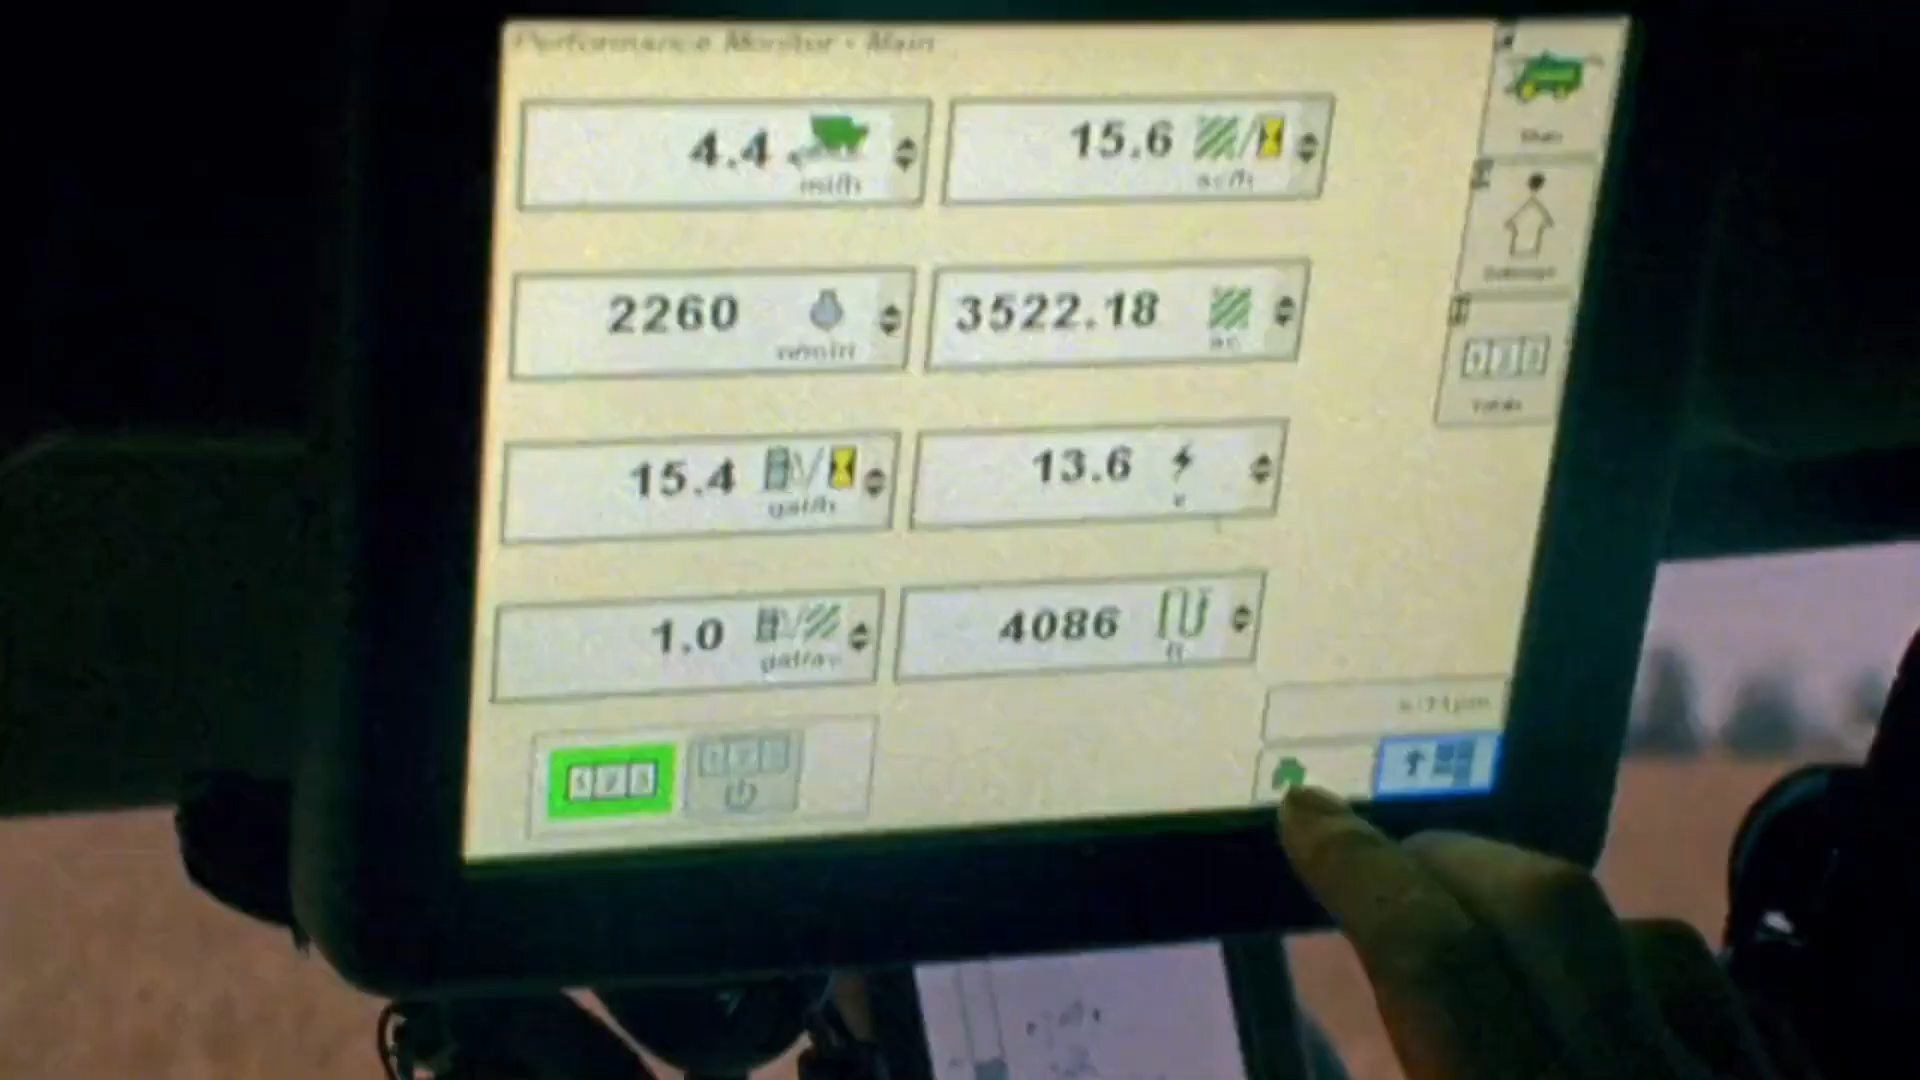 Performance Monitor - Main
4.4
mi/h
15.6
ac/h
Main
2260
3522.18
ac
15.4
gal/h
13.6
1.0
gal/ac
4086
ft
Totals